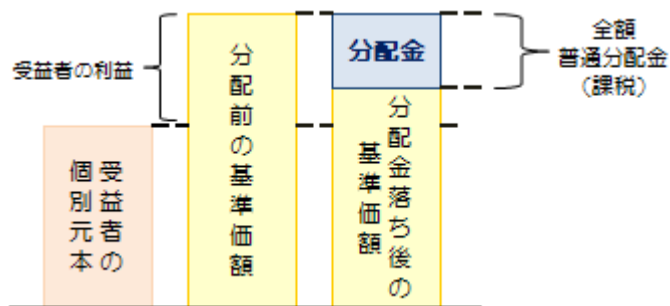 受益者の利益
受益者の
個別元本
分配前の基準価額
分配金
分配金落ち後の
基準価額
全額
普通分配金
(課税)